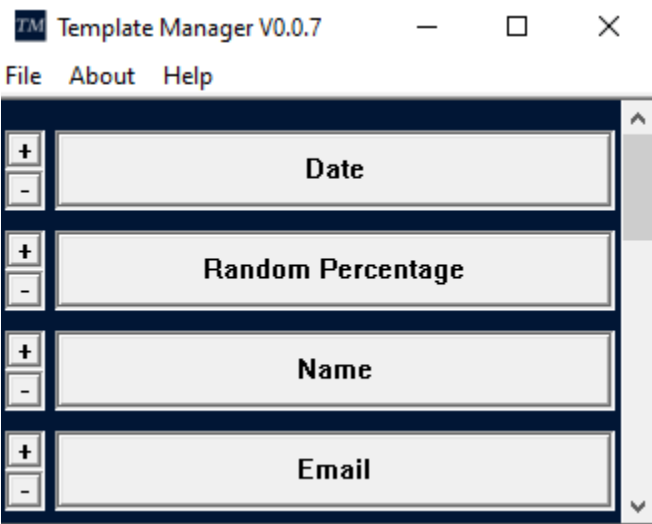 TM Template Manager V0.0.7
File About Help
+
-
Date
+
-
Random Percentage
+
-
Name
+
-
Email